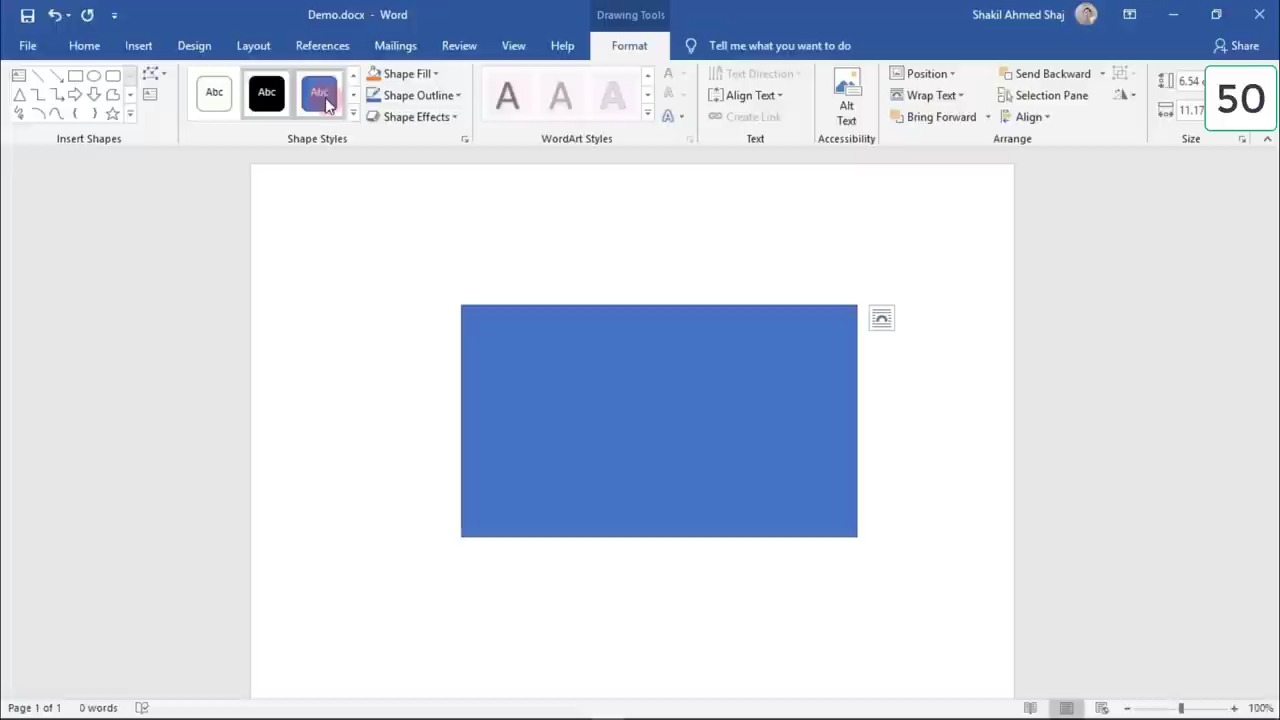 Demo.docx - Word
Drawing Tools
Shakil Ahmed Shaj
File Home Insert Design Layout References Mailings Review View Help Format Tell me what you want to do Share
Abc Abc Abc
Shape Fill
Shape Outline
Shape Effects
A A A
A
A
A
Text Direction
Align Text
Create Link
Alt
Text
Position
Wrap Text
Bring Forward
Send Backward
Selection Pane
Align
6.54
11.17
50
Insert Shapes Shape Styles WordArt Styles Text Accessibility Arrange Size
Page 1 of 1 0 words 100%